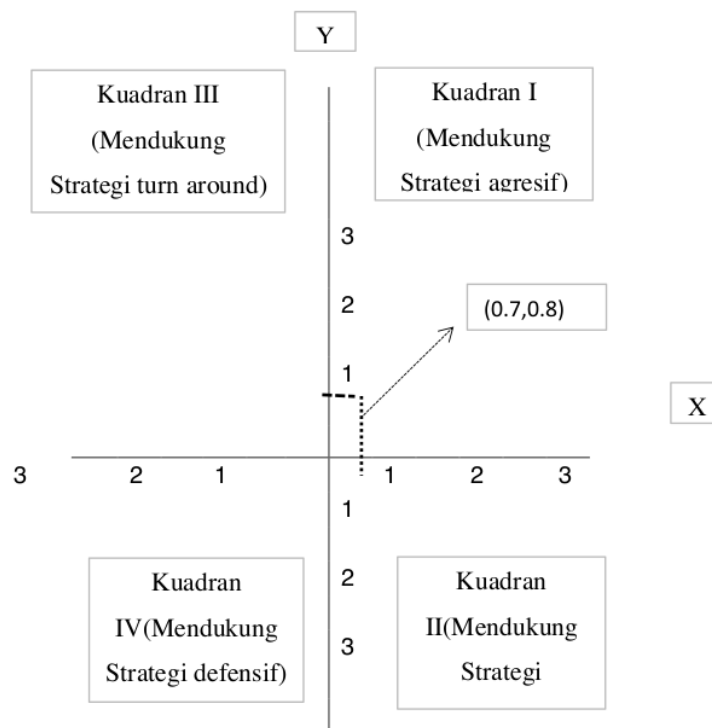 Y
Kuadran III
(Mendukung
Strategi turn around)
Kuadran I
(Mendukung
Strategi agresif)
3
2
(0.7,0.8)
1
X
3 2 1 1 2 3
1
2
3
Kuadran
IV(Mendukung
Strategi defensif)
Kuadran
II(Mendukung
Strategi